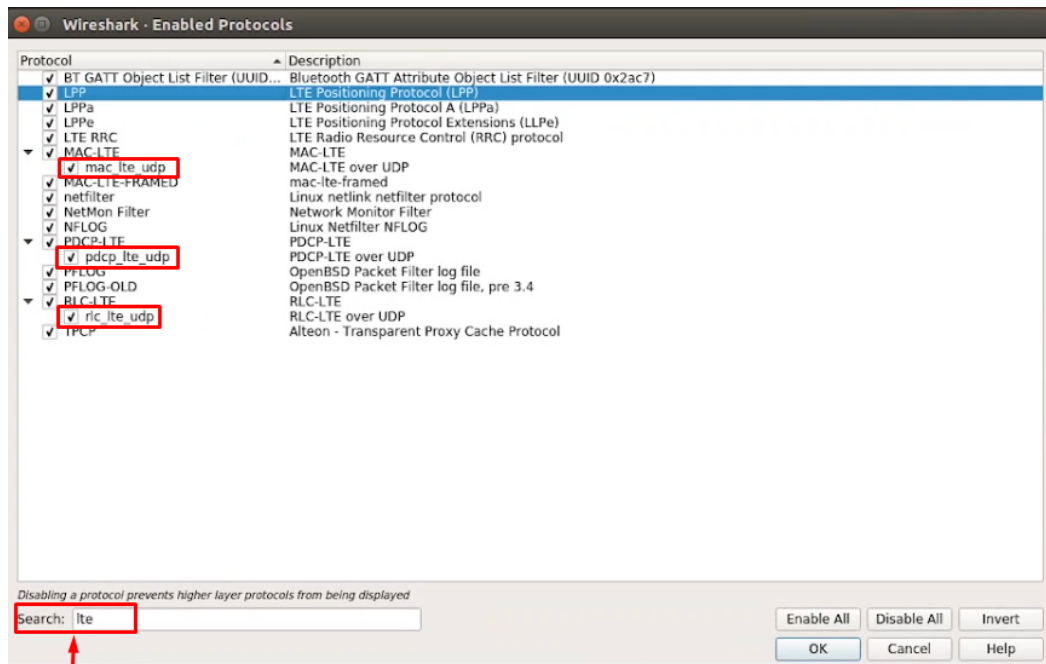 Wireshark · Enabled Protocols
Protocol Description
BT GATT Object List Filter (UUID... Bluetooth GATT Attribute Object List Filter (UUID 0x2ac7)
LPP LTE Positioning Protocol (LPP)
LPPa LTE Positioning Protocol A (LPPa)
LPPe LTE Positioning Protocol Extensions (LLPe)
LTE RRC LTE Radio Resource Control (RRC) protocol
MAC-LTE MAC-LTE
mac_lte_udp MAC-LTE over UDP
MAC-LTE-FRAMED mac-lte-framed
netfilter Linux netlink netfilter protocol
NetMon Filter Network Monitor Filter
NFLOG Linux Netfilter NFLOG
PDCP-LTE PDCP-LTE
pdcp_lte_udp PDCP-LTE over UDP
PFLOG OpenBSD Packet Filter log file
PFLOG-OLD OpenBSD Packet Filter log file, pre 3.4
RLC-LTE RLC-LTE
rlc_lte_udp RLC-LTE over UDP
TPCP Alteon - Transparent Proxy Cache Protocol
Disabling a protocol prevents higher layer protocols from being displayed
Search: lte Enable All Disable All Invert
OK Cancel Help